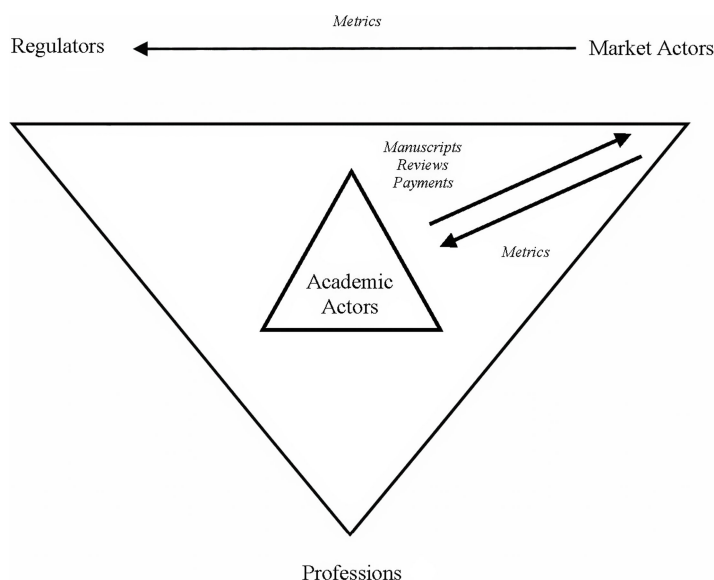 Metrics
Regulators
Market Actors
Manuscripts
Reviews
Payments
Metrics
Academic
Actors
Professions